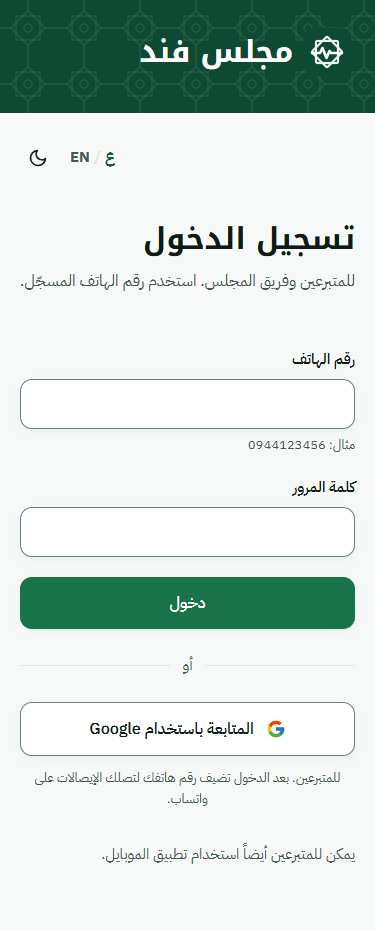 مجلس فند
ع / EN
تسجيل الدخول
للمتبرعين وفريق المجلس. استخدم رقم الهاتف المسجّل.
رقم الهاتف
مثال: 0944123456
كلمة المرور
دخول
أو
المتابعة باستخدام Google
للمتبرعين. بعد الدخول تضيف رقم هاتفك لتصلك الإيصالات على
واتساب.
يمكن للمتبرعين أيضاً استخدام تطبيق الموبايل.